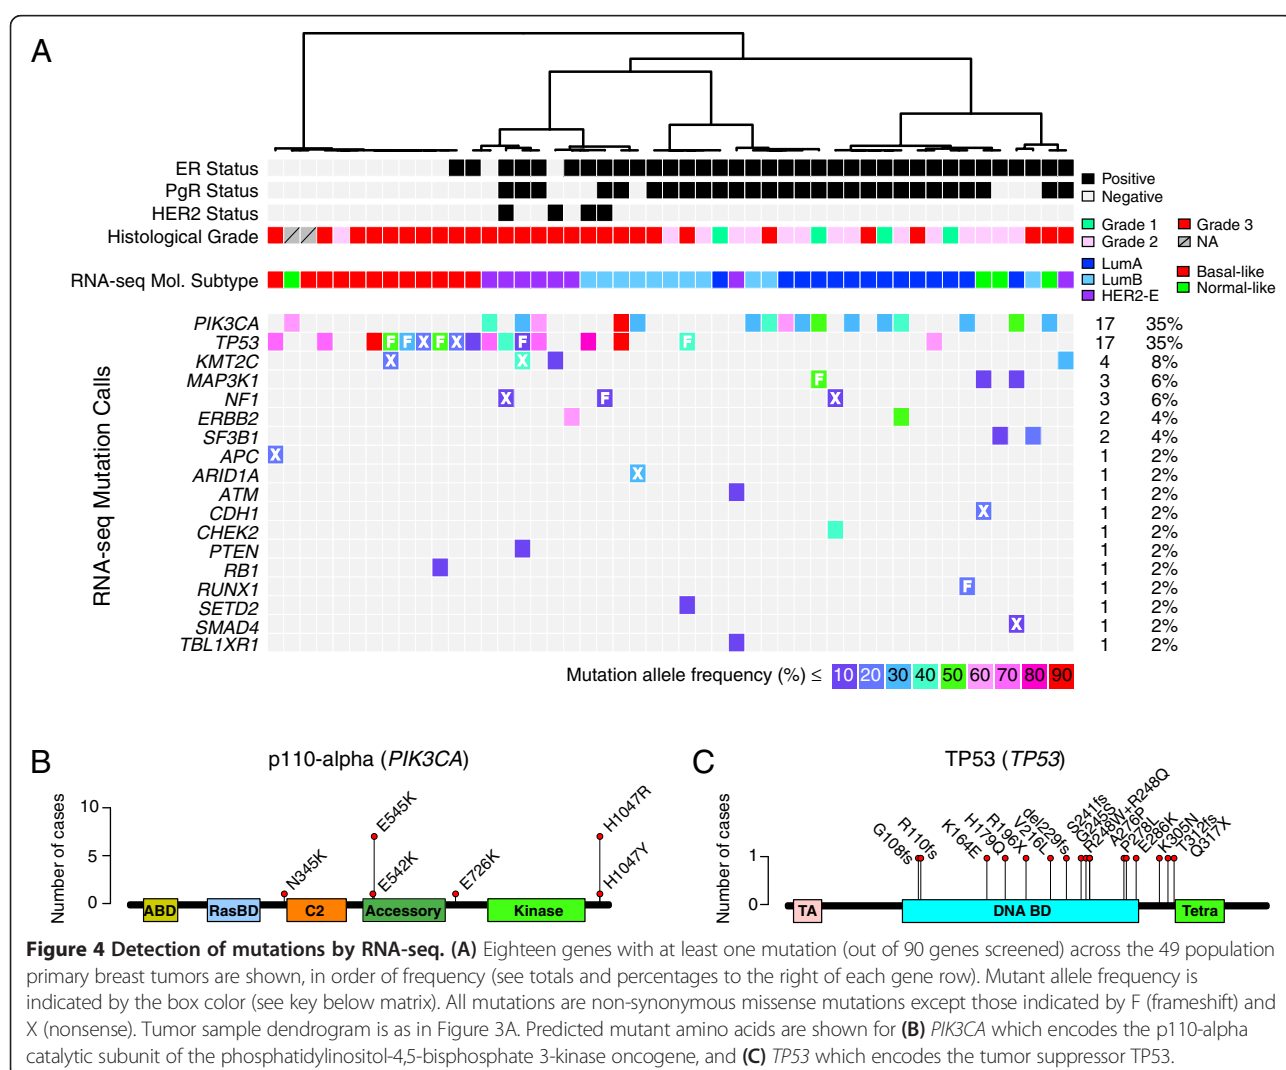 A
ER Status
PgR Status
HER2 Status
Histological Grade
RNA-seq Mol. Subtype
Positive
Negative
Grade 1
Grade 2
Grade 3
NA
LumA
LumB
HER2-E
Basal-like
Normal-like
RNA-seq Mutation Calls
PIK3CA 17 35%
TP53 F F X F X F F 17 35%
KMT2C X X 4 8%
MAP3K1 F 3 6%
NF1 X F X 3 6%
ERBB2 2 4%
SF3B1 2 4%
APC X 1 2%
ARID1A X 1 2%
ATM 1 2%
CDH1 X 1 2%
CHEK2 1 2%
PTEN 1 2%
RB1 1 2%
RUNX1 F 1 2%
SETD2 1 2%
SMAD4 X 1 2%
TBL1XR1 1 2%
Mutation allele frequency (%) ≤ 10 20 30 40 50 60 70 80 90
B
p110-alpha (PIK3CA)
Number of cases
10
5
0
N345K
E545K
E542K
E726K
H1047R
H1047Y
ABD RasBD C2 Accessory Kinase
C
TP53 (TP53)
Number of cases
1
0
G108fs
R110fs
K164E
H179Q
R196X
V216L
del229fs
S241fs
G245S
R248W+R248Q
A276P
P278L
E286K
K305N
T312fs
Q317X
TA DNA BD Tetra
Figure 4 Detection of mutations by RNA-seq. (A) Eighteen genes with at least one mutation (out of 90 genes screened) across the 49 population
primary breast tumors are shown, in order of frequency (see totals and percentages to the right of each gene row). Mutant allele frequency is
indicated by the box color (see key below matrix). All mutations are non-synonymous missense mutations except those indicated by F (frameshift) and
X (nonsense). Tumor sample dendrogram is as in Figure 3A. Predicted mutant amino acids are shown for (B) PIK3CA which encodes the p110-alpha
catalytic subunit of the phosphatidylinositol-4,5-bisphosphate 3-kinase oncogene, and (C) TP53 which encodes the tumor suppressor TP53.